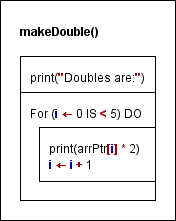 makeDouble()
print("Doubles are:")
For (i ← 0 IS < 5) DO
print(arrPtr[i] * 2)
i ← i + 1